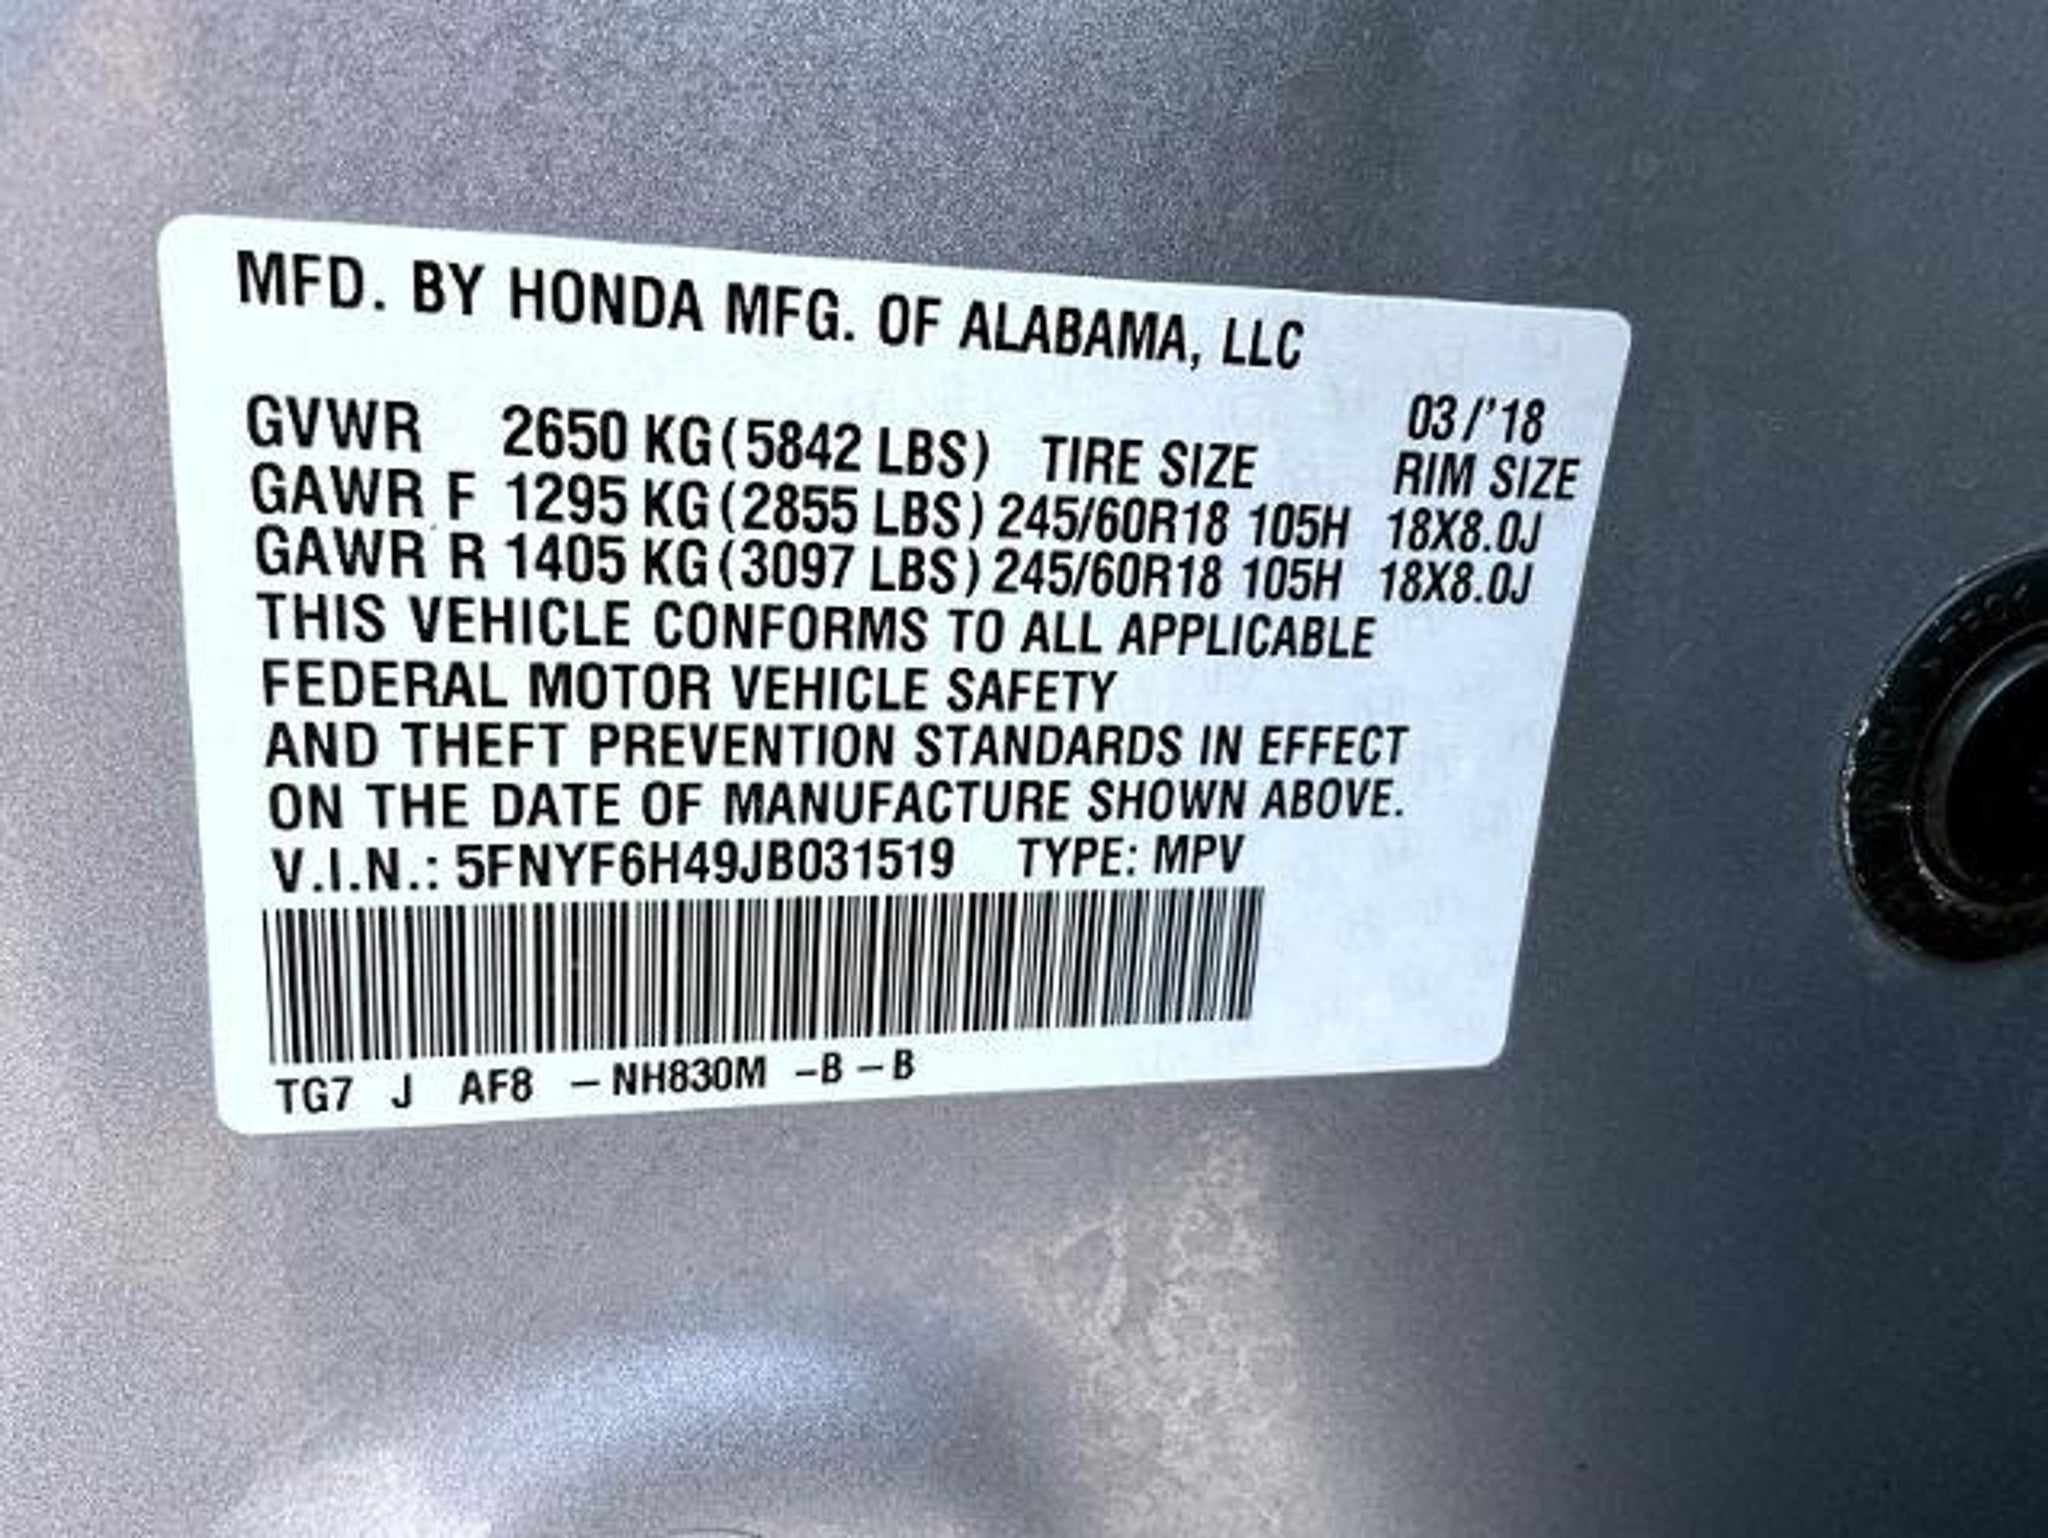 MFD. BY HONDA MFG. OF ALABAMA, LLC
03/'18
GVWR 2650 KG (5842 LBS) TIRE SIZE RIM SIZE
GAWR F 1295 KG (2855 LBS) 245/60R18 105H 18X8.0J
GAWR R 1405 KG (3097 LBS) 245/60R18 105H 18X8.0J
THIS VEHICLE CONFORMS TO ALL APPLICABLE
FEDERAL MOTOR VEHICLE SAFETY
AND THEFT PREVENTION STANDARDS IN EFFECT
ON THE DATE OF MANUFACTURE SHOWN ABOVE.
V.I.N.: 5FNYF6H49JB031519 TYPE: MPV
TG7 J AF8 – NH830M –B – B